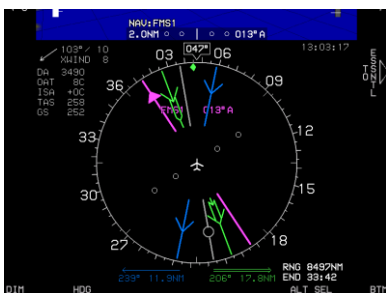 NAV:FMS1
2.0NM 013°A
103°/ 10
XWIND 8
DA 3490
OAT 8C
ISA +0C
TAS 258
GS 252
047°
13:03:17
ESSNTL
TO
03
06
09
12
15
18
27
30
33
36
FMS1 013°A
239° 11.9NM
206° 17.8NM
RNG 8497NM
END 33:42
DIM
HDG
ALT SEL
BTM